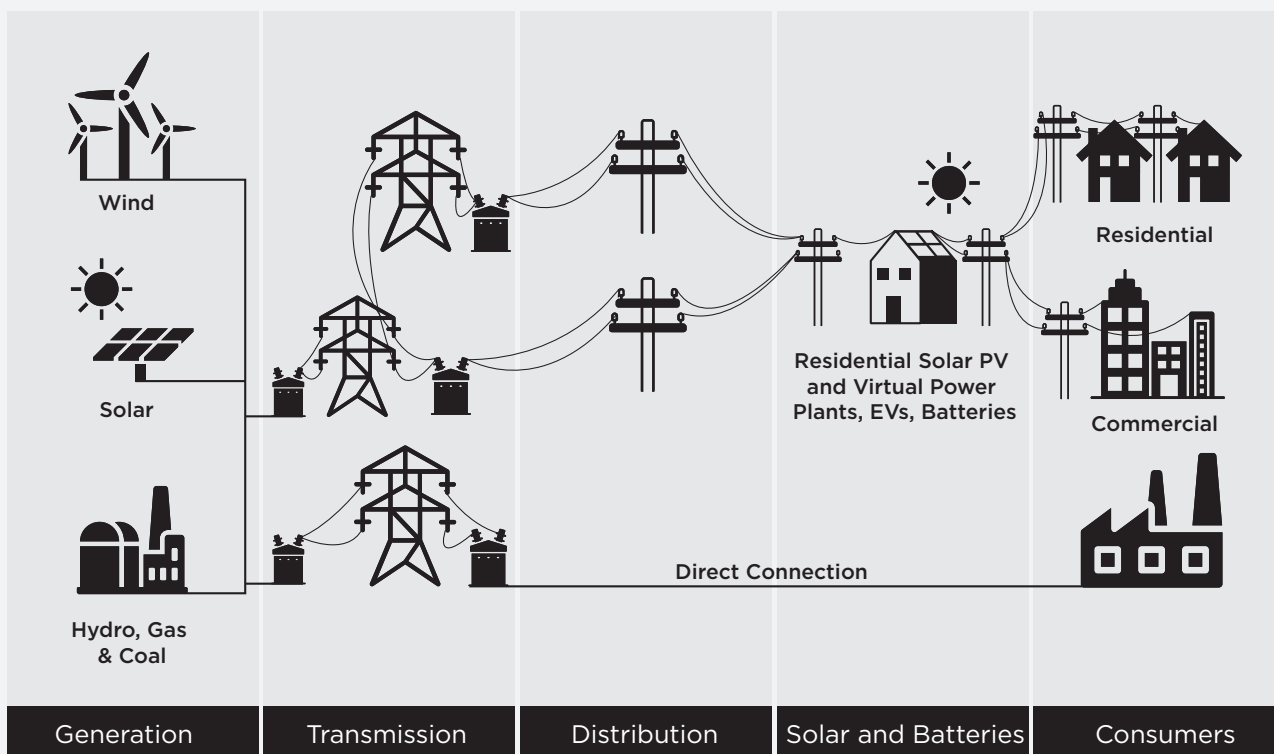 Wind
Solar
Hydro, Gas
& Coal
Residential Solar PV
and Virtual Power
Plants, EVs, Batteries
Residential
Commercial
Direct Connection
Generation
Transmission
Distribution
Solar and Batteries
Consumers